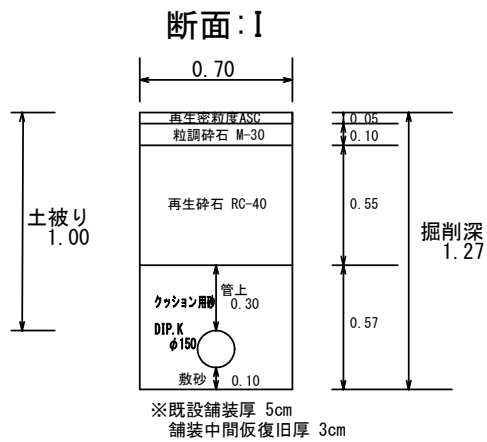 断面:I
0.70
再生密粒度ASC 0.05
粒調砕石 M-30 0.10
再生砕石 RC-40 0.55
土被り
1.00
掘削深
1.27
管上
クッション用砂 0.30
0.57
DIP.K
φ150
敷砂 0.10
※既設舗装厚 5cm
舗装中間仮復旧厚 3cm